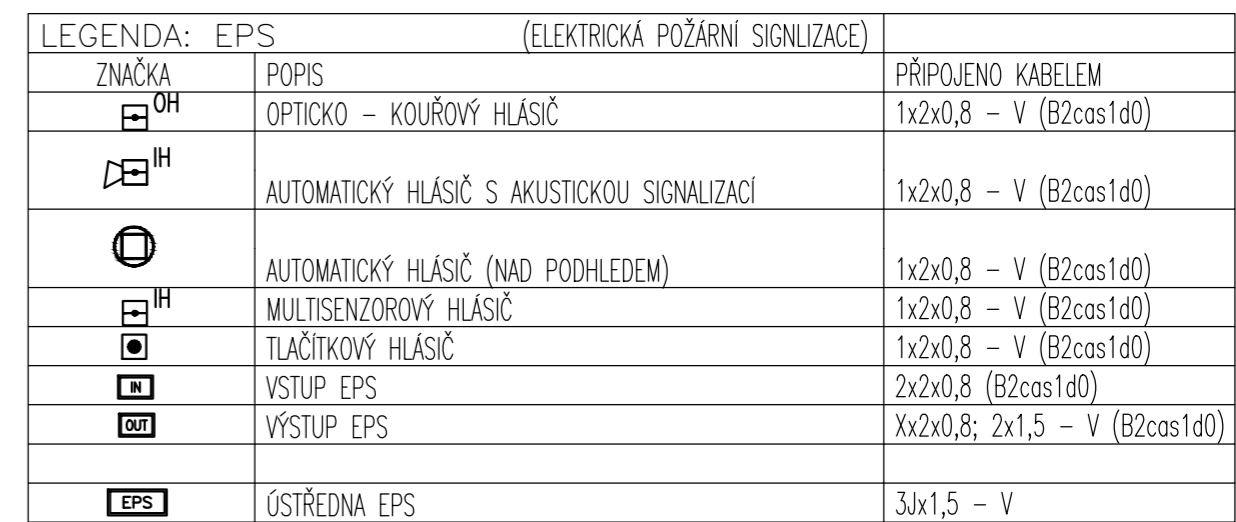 LEGENDA: EPS (ELEKTRICKÁ POŽÁRNÍ SIGNLIZACE)
ZNAČKA POPIS PŘIPOJENO KABELEM
OH OPTICKO – KOUŘOVÝ HLÁSIČ 1x2x0,8 – V (B2cas1d0)
IH AUTOMATICKÝ HLÁSIČ S AKUSTICKOU SIGNALIZACÍ 1x2x0,8 – V (B2cas1d0)
AUTOMATICKÝ HLÁSIČ (NAD PODHLEDEM) 1x2x0,8 – V (B2cas1d0)
IH MULTISENZOROVÝ HLÁSIČ 1x2x0,8 – V (B2cas1d0)
TLAČÍTKOVÝ HLÁSIČ 1x2x0,8 – V (B2cas1d0)
IN VSTUP EPS 2x2x0,8 (B2cas1d0)
OUT VÝSTUP EPS Xx2x0,8; 2x1,5 – V (B2cas1d0)
EPS ÚSTŘEDNA EPS 3Jx1,5 – V